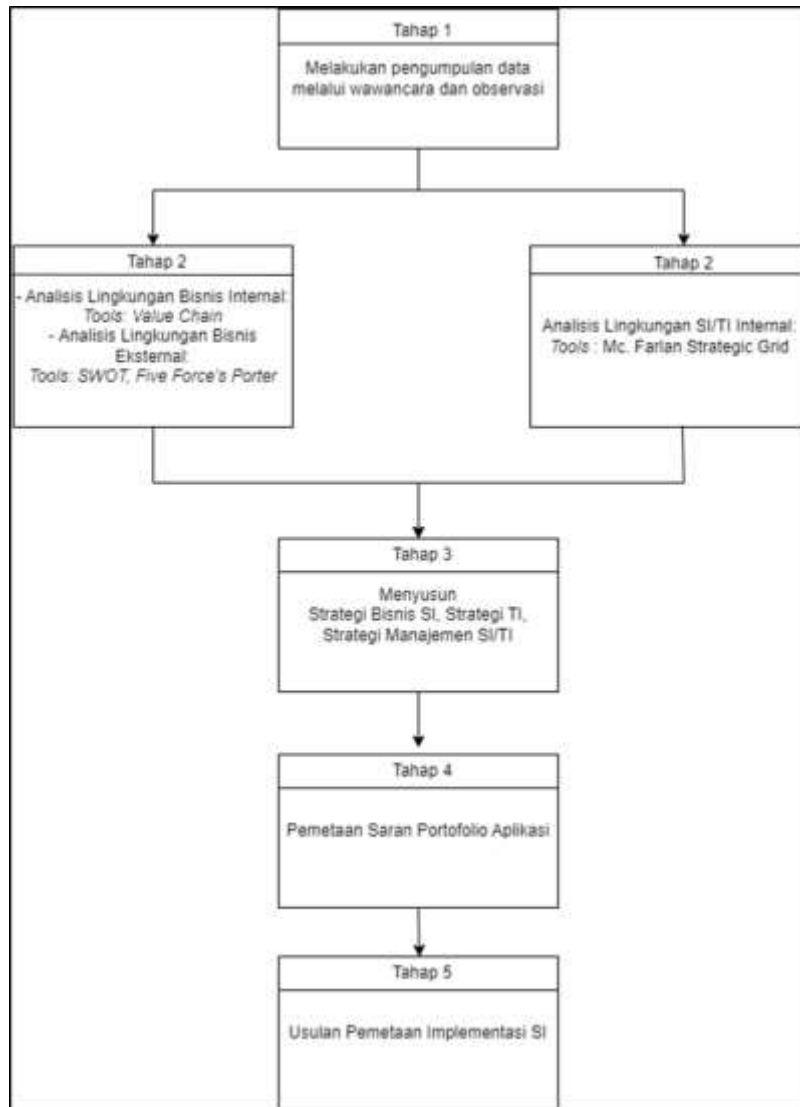 Tahap 1
Melakukan pengumpulan data
melalui wawancara dan observasi
Tahap 2
- Analisis Lingkungan Bisnis Internal:
Tools: Value Chain
- Analisis Lingkungan Bisnis
Eksternal:
Tools: SWOT, Five Force's Porter
Tahap 2
Analisis Lingkungan SI/TI Internal:
Tools : Mc. Farlan Strategic Grid
Tahap 3
Menyusun
Strategi Bisnis SI, Strategi TI,
Strategi Manajemen SI/TI
Tahap 4
Pemetaan Saran Portofolio Aplikasi
Tahap 5
Usulan Pemetaan Implementasi SI